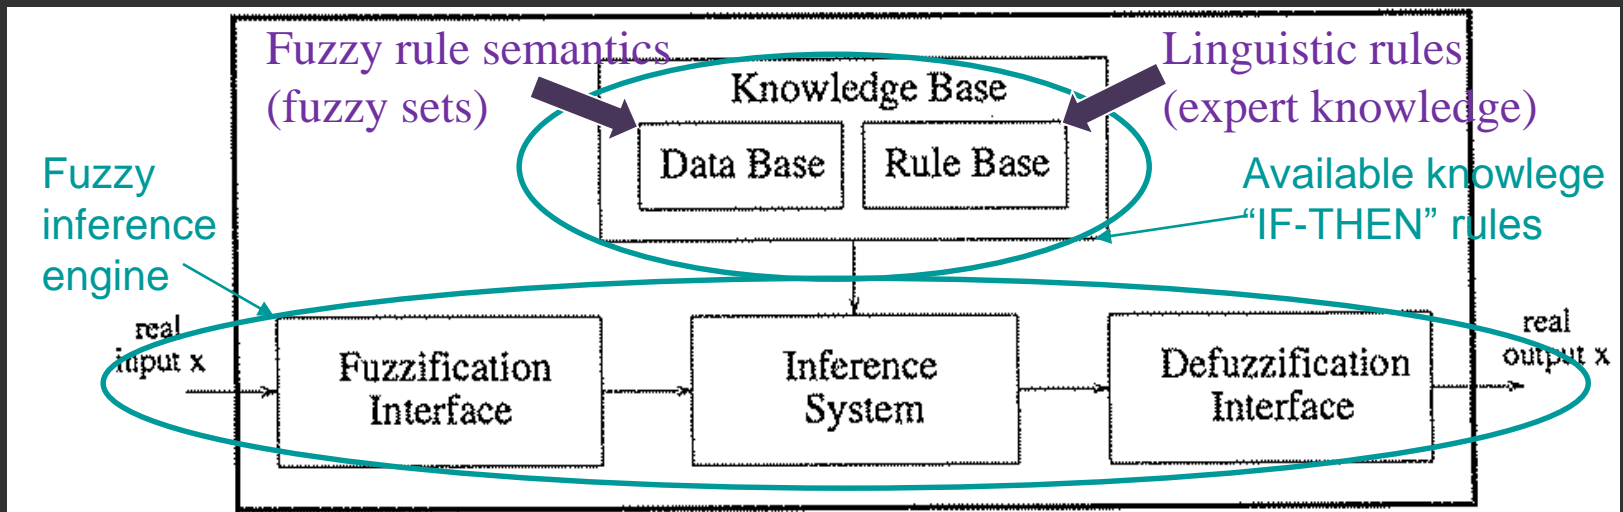 Fuzzy rule semantics
(fuzzy sets)
Linguistic rules
(expert knowledge)
Knowledge Base
Data Base
Rule Base
Fuzzy
inference
engine
Available knowlege
“IF-THEN” rules
real
input x
Fuzzification
Interface
Inference
System
Defuzzification
Interface
real
output x